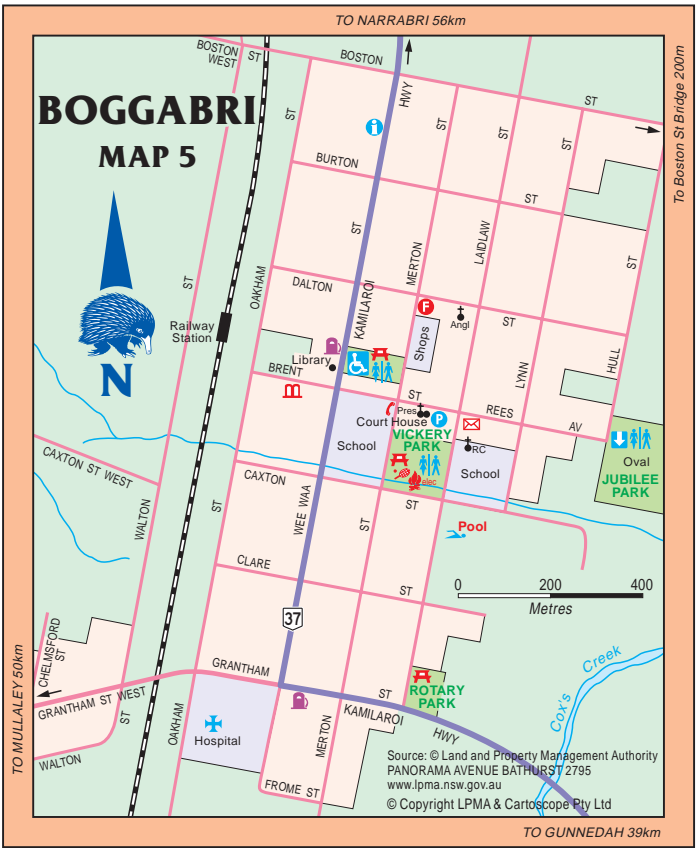 TO NARRABRI 56km
BOSTON
WEST
ST
BOSTON
ST
HWY
To Boston St Bridge 200m
BOGGABRI
MAP 5
ST
ST
ST
ST
BURTON
ST
ST
MERTON
LAIDLAW
ST
ST
OAKHAM
DALTON
KAMILAROI
F
Angl
ST
Railway
Station
Shops
LYNN
HULL
Library
N
BRENT
ST
REES
AV
Pres
P
Court House
VICKERY
PARK
School
RC
School
elec
Oval
JUBILEE
PARK
CAXTON ST WEST
CAXTON
ST
WALTON
ST
WEE WAA
ST
Pool
CLARE
ST
0 200 400
Metres
37
CHELMSFORD
ST
GRANTHAM
ST
ROTARY
PARK
Cox's Creek
TO MULLALEY 50km
GRANTHAM ST WEST
ST
WALTON
OAKHAM
Hospital
MERTON
KAMILAROI
HWY
FROME ST
Source: © Land and Property Management Authority
PANORAMA AVENUE BATHURST 2795
www.lpma.nsw.gov.au
© Copyright LPMA & Cartoscope Pty Ltd
TO GUNNEDAH 39km